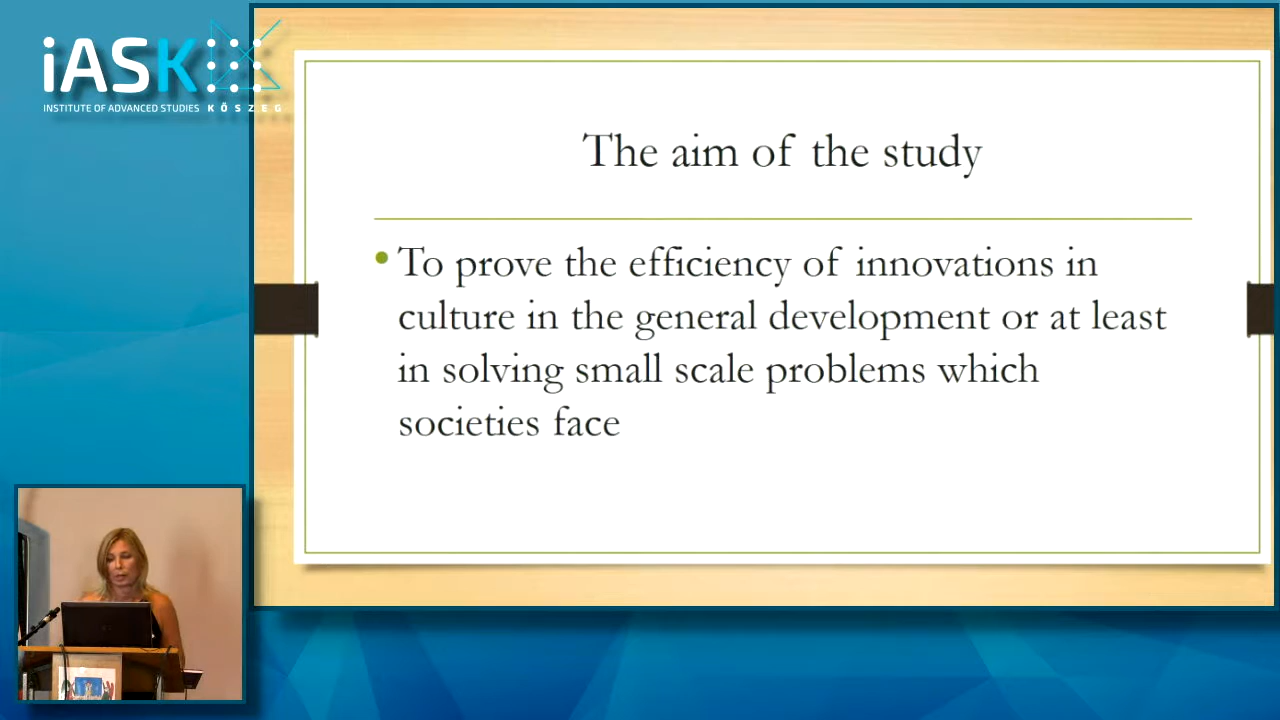 iASK
INSTITUTE OF ADVANCED STUDIES KŐSZEG
The aim of the study
• To prove the efficiency of innovations in
culture in the general development or at least
in solving small scale problems which
societies face